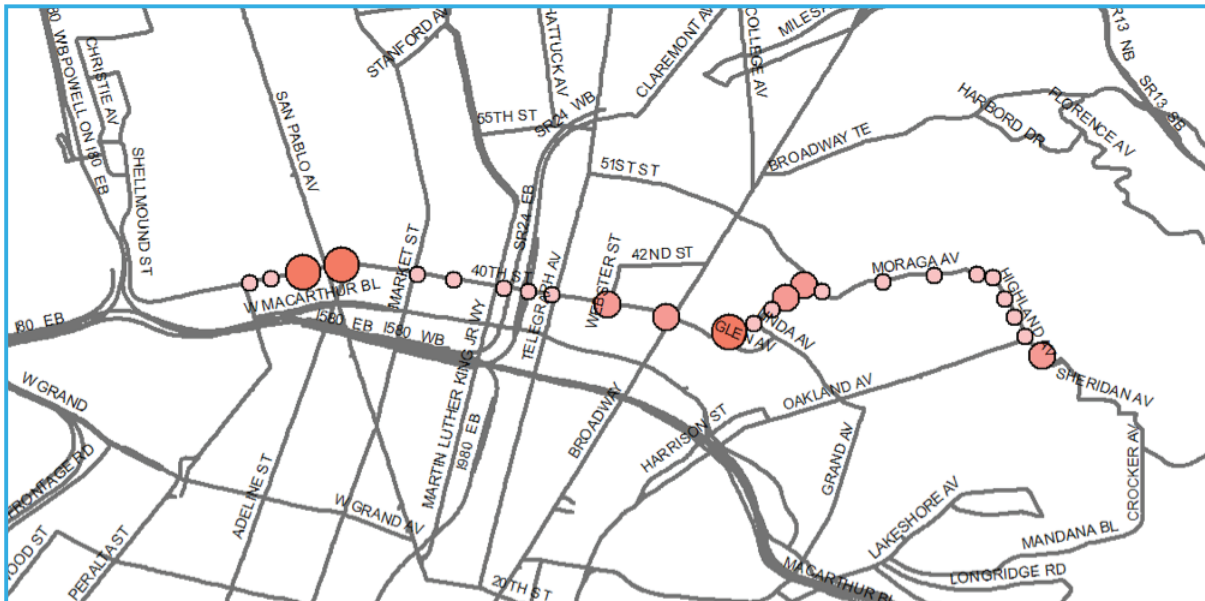 I80 WB
POWELL ON I80 EB
CHRISTIE AV
SHELLMOUND ST
SAN PABLO AV
STANFORD AV
HATTUCK AV
55TH ST
SR24 WB
CLAREMONT AV
COLLEGE AV
MILES A
SR13 NB
SR13 SB
HARBORD DR
FLORENCE AV
BROADWAY TE
51ST ST
MARKET ST
SR24 EB
40TH ST
TELEGRAPH AV
WEBSTER ST
42ND ST
MORAGA AV
HIGHLAND
W MACARTHUR BL
I80 EB
I580 EB
I580 WB
GLEN AV
LINDA AV
MARTIN LUTHER KING JR WY
W GRAND
OAKLAND AV
SHERIDAN AV
BROADWAY
HARRISON ST
GRAND AV
CROCKER AV
FRONTAGE RD
I980 EB
ADELINE ST
W GRAND AV
LAKESHORE AV
MANDANA BL
WOOD ST
PERALTA ST
20TH ST
MACARTHUR BL
LONGRIDGE RD